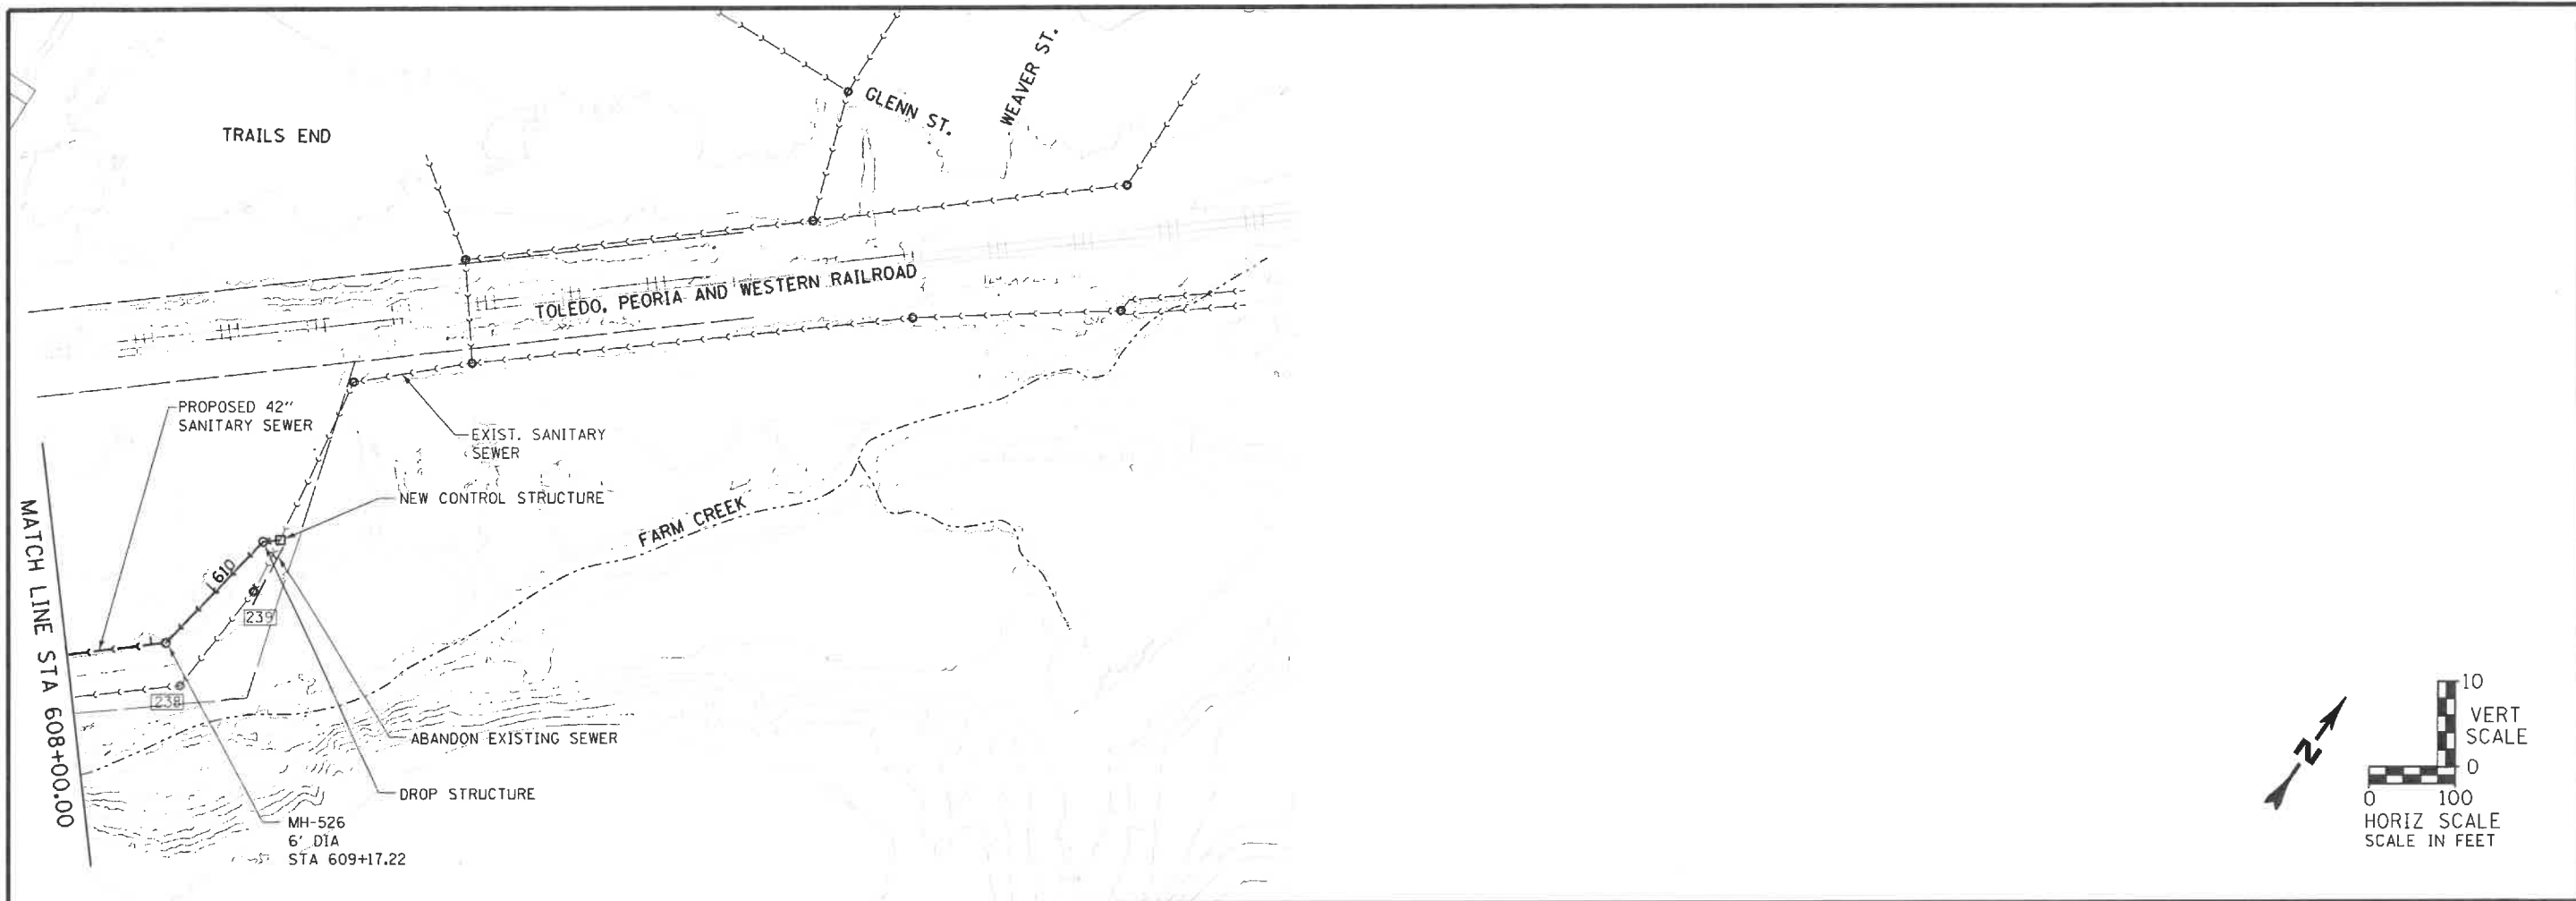 GLENN ST.
WEAVER ST.
TRAILS END
TOLEDO, PEORIA AND WESTERN RAILROAD
PROPOSED 42"
SANITARY SEWER
EXIST. SANITARY
SEWER
NEW CONTROL STRUCTURE
FARM CREEK
MATCH LINE STA 608+00.00
610
239
238
ABANDON EXISTING SEWER
DROP STRUCTURE
MH-526
6' DIA
STA 609+17.22
N
10
VERT
SCALE
0
0 100
HORIZ SCALE
SCALE IN FEET